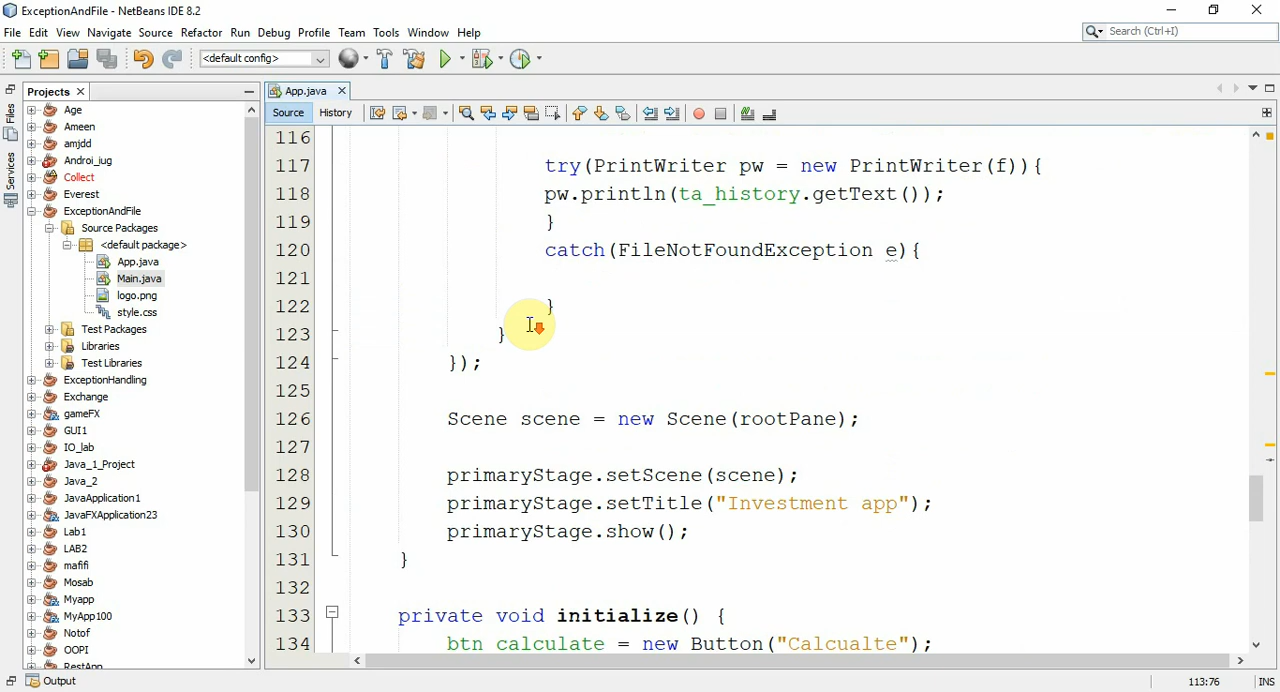 ExceptionAndFile - NetBeans IDE 8.2
File Edit View Navigate Source Refactor Run Debug Profile Team Tools Window Help
Search (Ctrl+I)
<default config>
Projects
App.java
Files
Services
Source History
Age
Ameen
amjdd
Androi_jug
Collect
Everest
ExceptionAndFile
Source Packages
<default package>
App.java
Main.java
logo.png
style.css
Test Packages
Libraries
Test Libraries
ExceptionHandling
Exchange
gameFX
GUI1
IO_lab
Java_1_Project
Java_2
JavaApplication1
JavaFXApplication23
Lab1
LAB2
mafifi
Mosab
Myapp
MyApp100
Notof
OOPI
RestApp
116
117 try(PrintWriter pw = new PrintWriter(f)){
118 pw.println(ta_history.getText());
119 }
120 catch(FileNotFoundException e){
121
122 }
123 }
124 });
125
126 Scene scene = new Scene(rootPane);
127
128 primaryStage.setScene(scene);
129 primaryStage.setTitle("Investment app");
130 primaryStage.show();
131 }
132
133 private void initialize() {
134 btn calculate = new Button("Calcualte");
Output
113:76 INS